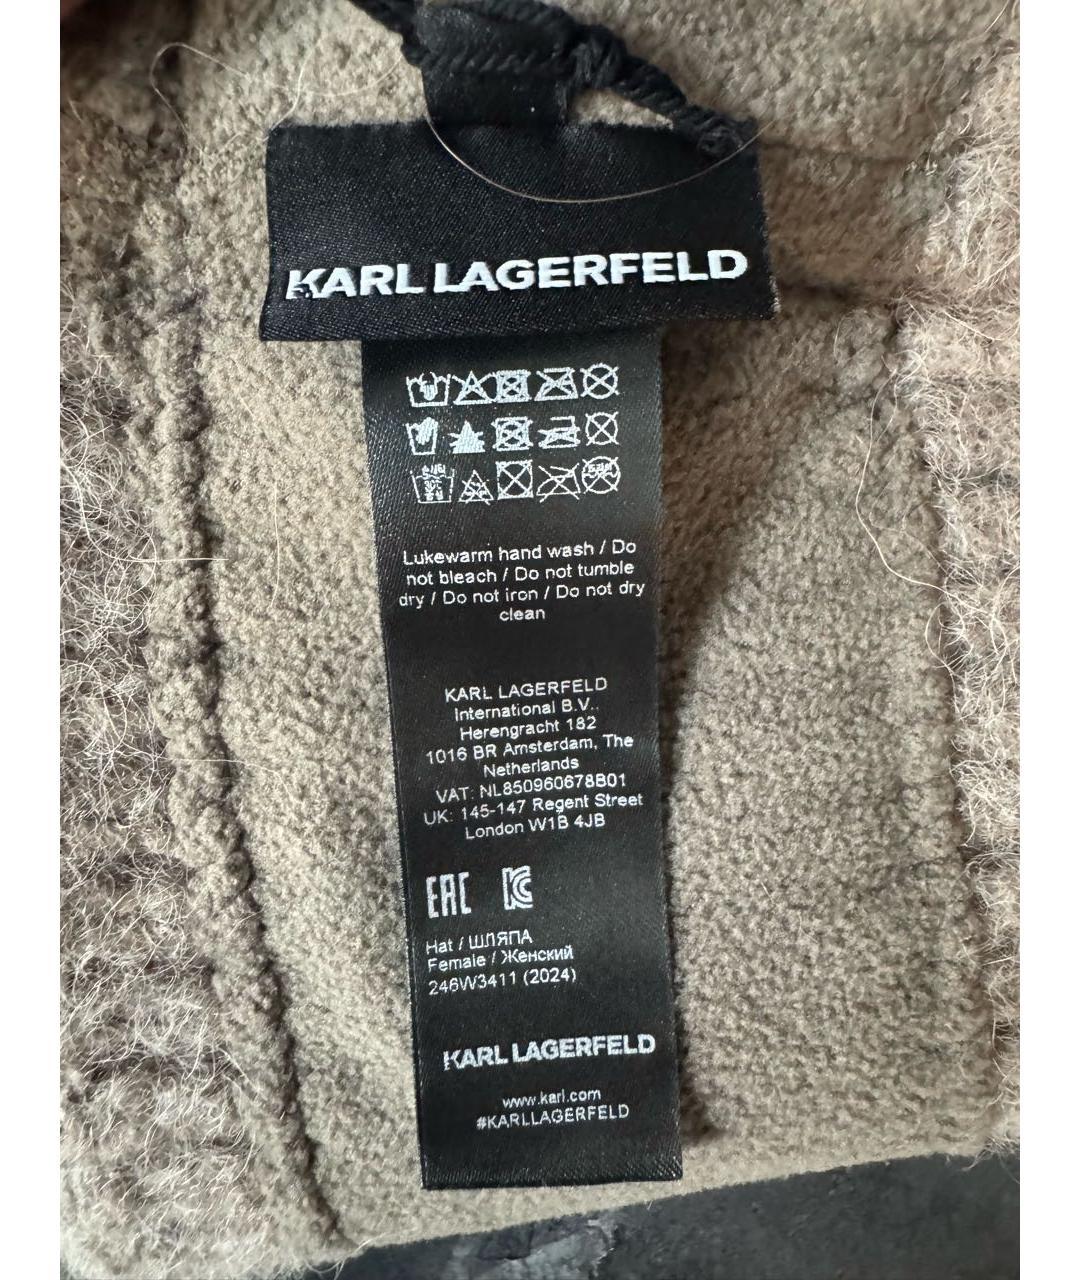 KARL LAGERFELD
Lukewarm hand wash / Do
not bleach / Do not tumble
dry / Do not iron / Do not dry
clean
KARL LAGERFELD
International B.V..
Herengracht 182
1016 BR Amsterdam, The
Netherlands
VAT: NL850960678B01
UK: 145-147 Regent Street
London W1B 4JB
EAC KC
Hat / ШЛЯПА
Female / Женский
246W3411 (2024)
KARL LAGERFELD
www.karl.com
#KARLLAGERFELD